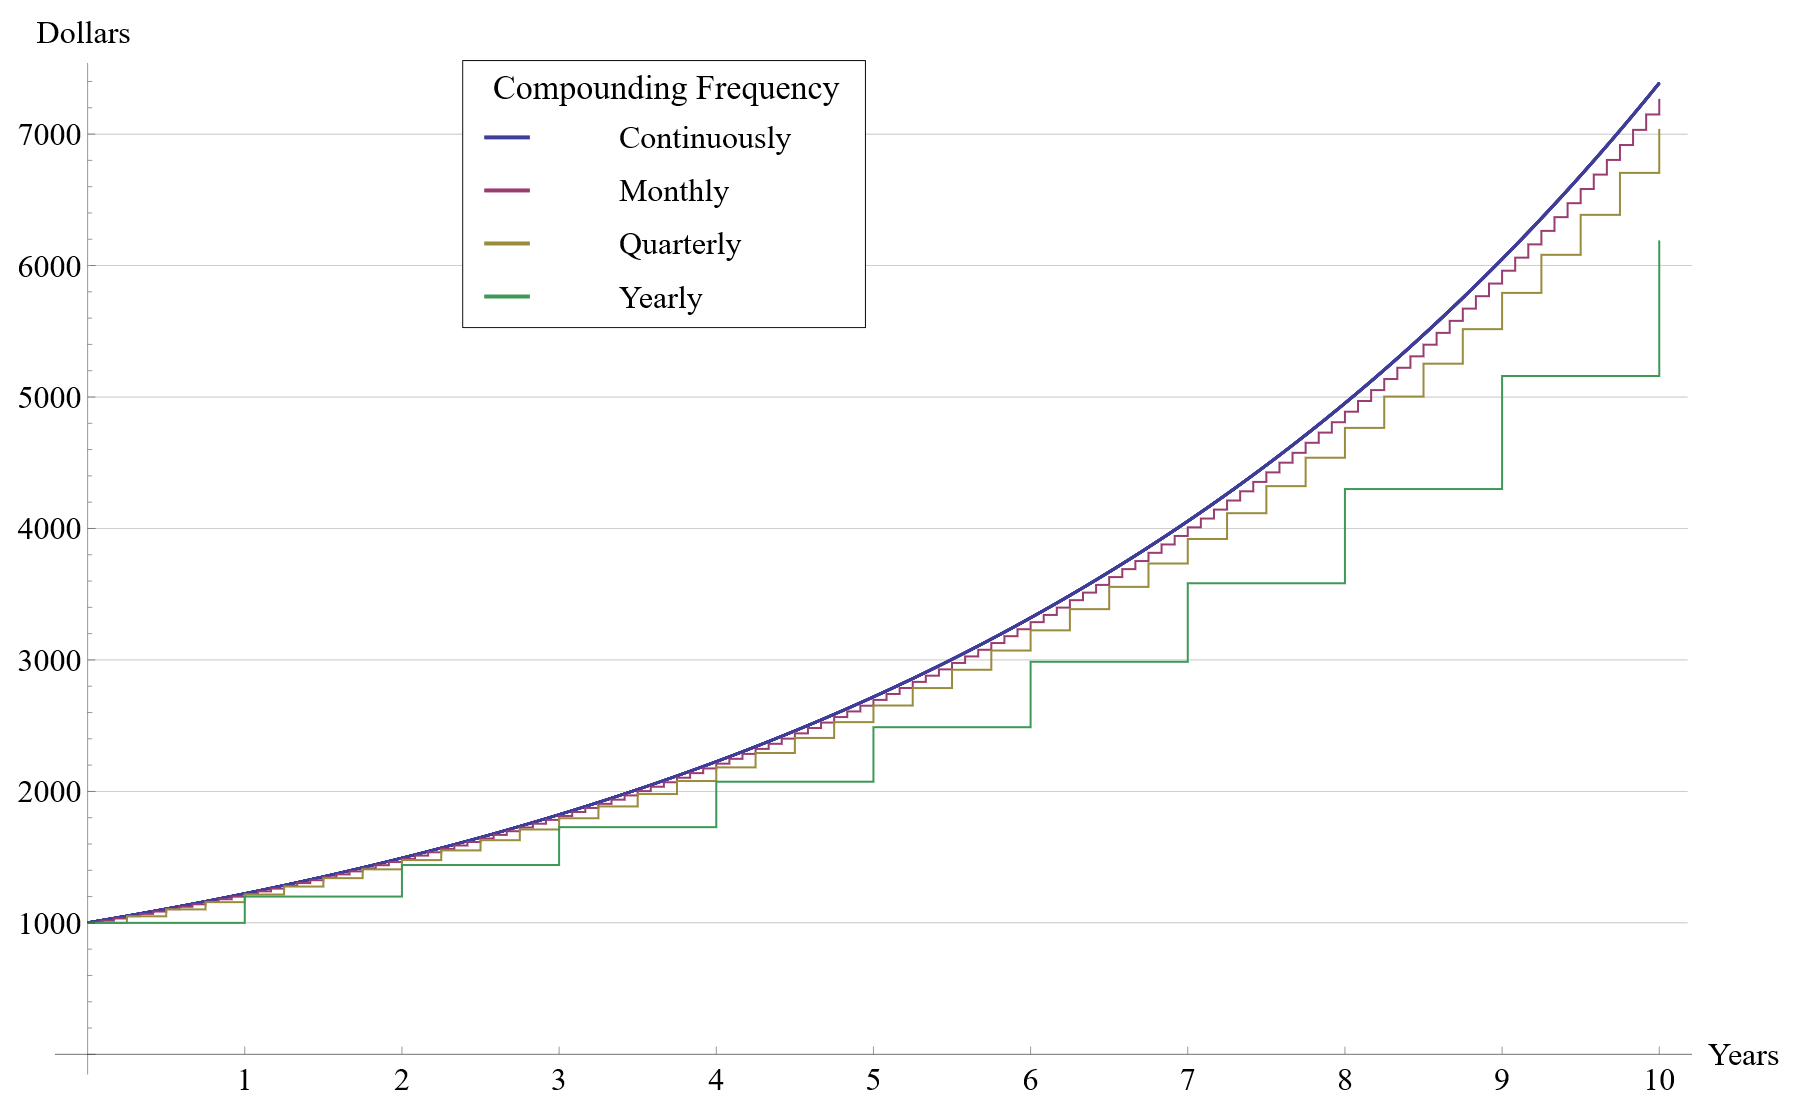 Dollars
Compounding Frequency
Continuously
Monthly
Quarterly
Yearly
7000
6000
5000
4000
3000
2000
1000
1 2 3 4 5 6 7 8 9 10
Years